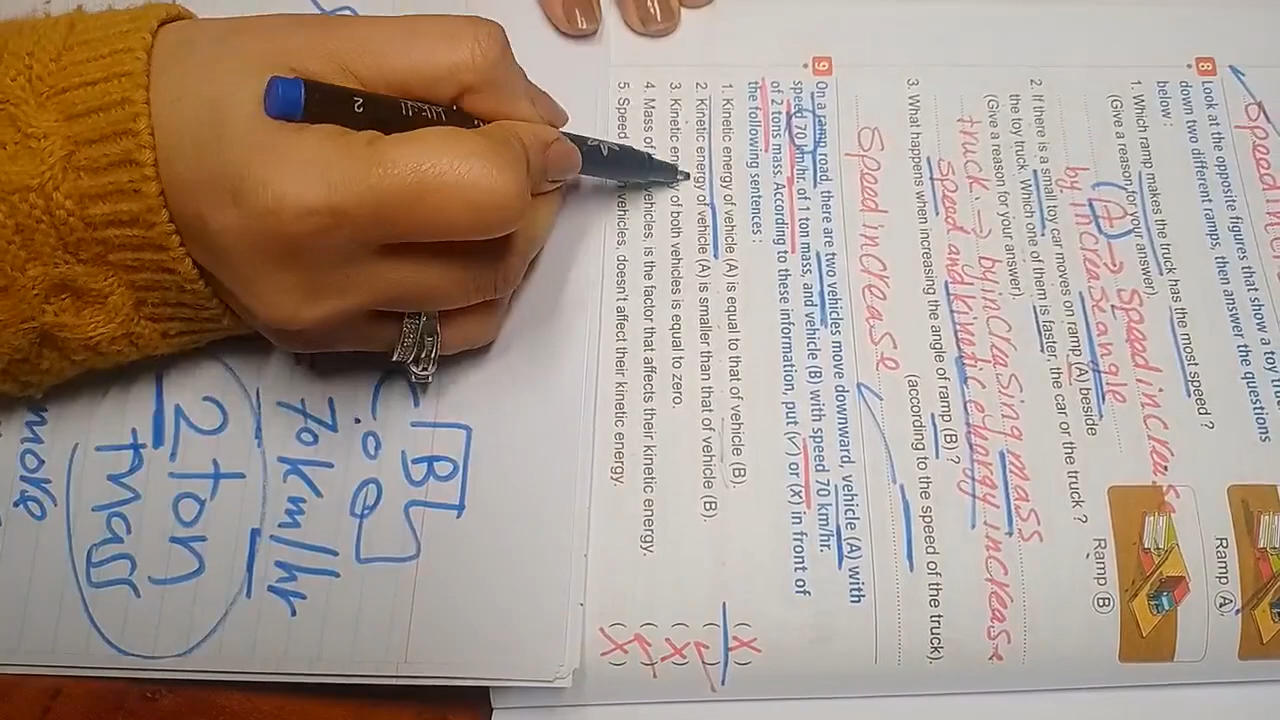 Speed
8 Look at the opposite figures that show a toy
down two different ramps, then answer the questions
below :
1. Which ramp makes the truck has the most speed ?
(Give a reason for your answer).
(A) → Speed increase
by increase angle
Ramp (A)
Ramp (B)
2. If there is a small toy car moves on ramp (A) beside
the toy truck. Which one of them is faster, the car or the truck ?
(Give a reason for your answer).
truck → by increasing mass
Speed and kinetic energy increase
3. What happens when increasing the angle of ramp (B) ?
(according to the speed of the truck).
Speed increase
9 On a ramp road, there are two vehicles move downward, vehicle (A) with
speed 70 km/hr. of 1 ton mass, and vehicle (B) with speed 70 km/hr.
of 2 tons mass. According to these information, put (✓) or (X) in front of
the following sentences :
1. Kinetic energy of vehicle (A) is equal to that of vehicle (B). (X)
2. Kinetic energy of vehicle (A) is smaller than that of vehicle (B). (✓)
3. Kinetic of both vehicles is equal to zero. (X)
4. Mass of vehicles, is the factor that affects their kinetic energy. (✓)
5. Speed vehicles, doesn't affect their kinetic energy. (X)
B
70 km/hr
2 ton
mass
more
2